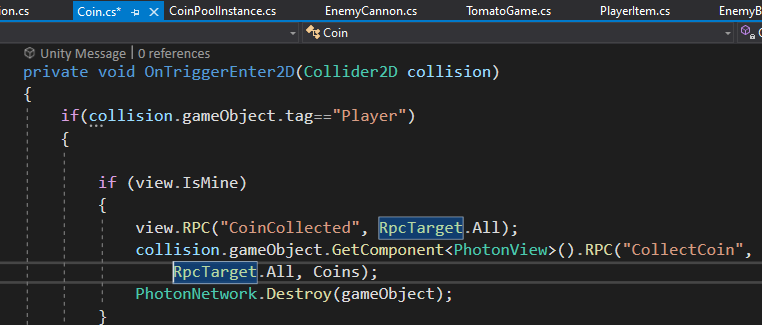 ion.cs
Coin.cs*
CoinPoolInstance.cs
EnemyCannon.cs
TomatoGame.cs
PlayerItem.cs
EnemyB
Coin
Unity Message | 0 references
private void OnTriggerEnter2D(Collider2D collision)
{
if(collision.gameObject.tag=="Player")
{
if (view.IsMine)
{
view.RPC("CoinCollected", RpcTarget.All);
collision.gameObject.GetComponent<PhotonView>().RPC("CollectCoin",
RpcTarget.All, Coins);
PhotonNetwork.Destroy(gameObject);
}